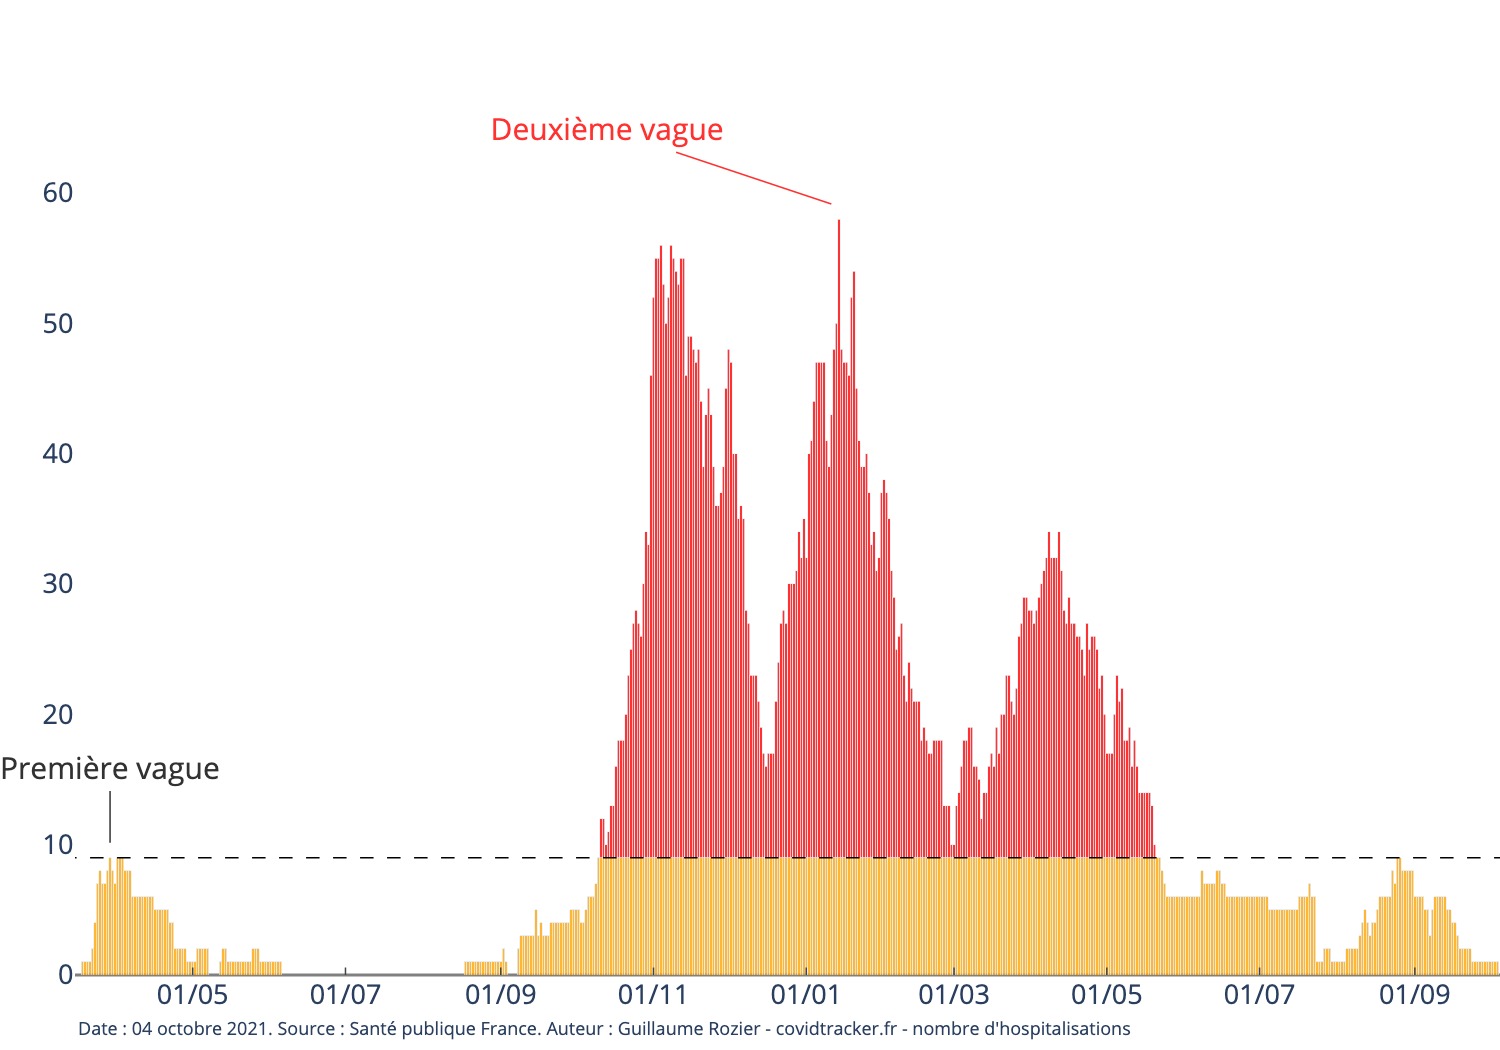 Deuxième vague
60
50
40
30
20
Première vague
10
0
01/05 01/07 01/09 01/11 01/01 01/03 01/05 01/07 01/09
Date : 04 octobre 2021. Source : Santé publique France. Auteur : Guillaume Rozier - covidtracker.fr - nombre d'hospitalisations